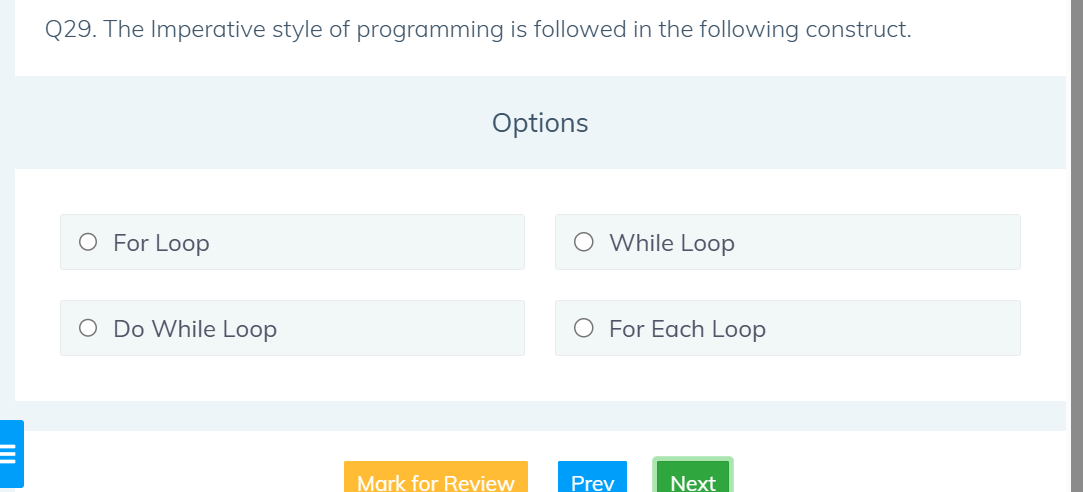 Q29. The Imperative style of programming is followed in the following construct.
Options
For Loop
While Loop
Do While Loop
For Each Loop
Mark for Review
Prev
Next